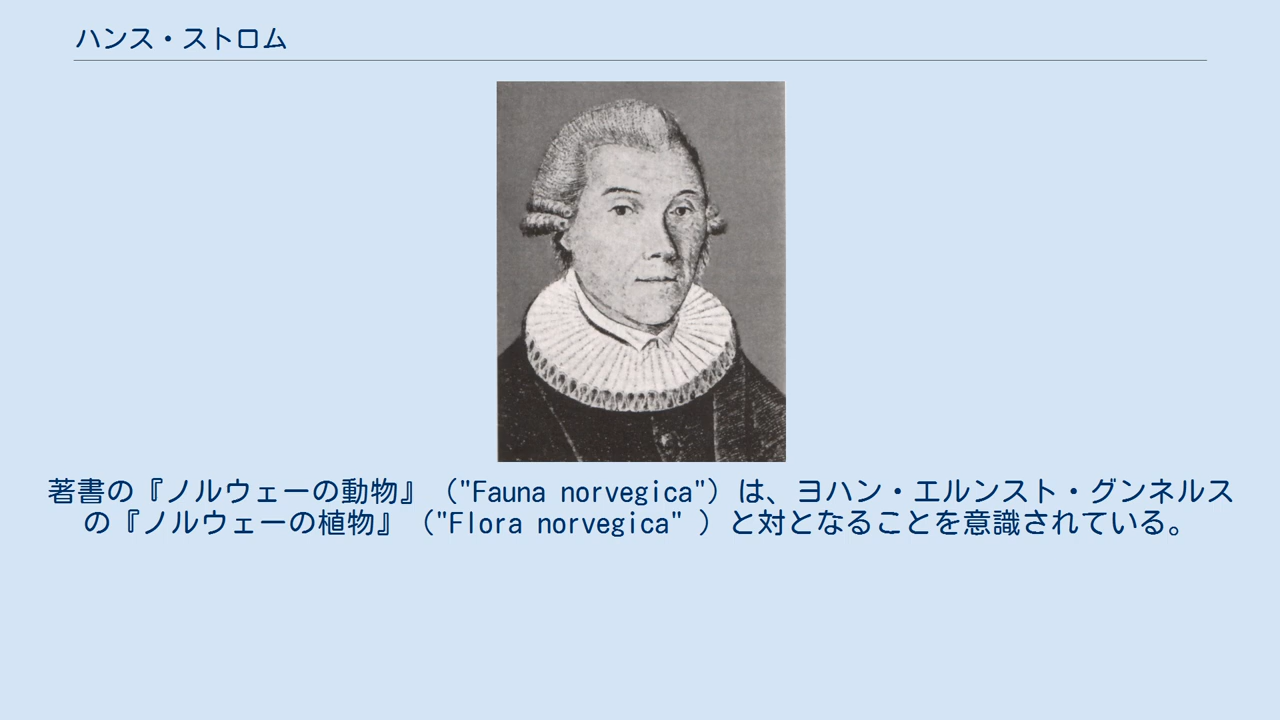 ハンス・ストロム
著書の『ノルウェーの動物』（"Fauna norvegica"）は、ヨハン・エルンスト・グンネルス
の『ノルウェーの植物』（"Flora norvegica" ）と対となることを意識されている。